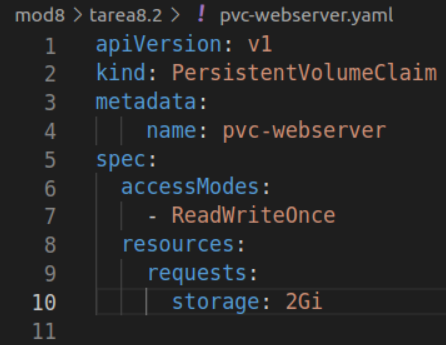 mod8 > tarea8.2 > ! pvc-webserver.yaml
1 apiVersion: v1
2 kind: PersistentVolumeClaim
3 metadata:
4     name: pvc-webserver
5 spec:
6   accessModes:
7     - ReadWriteOnce
8   resources:
9     requests:
10      storage: 2Gi
11